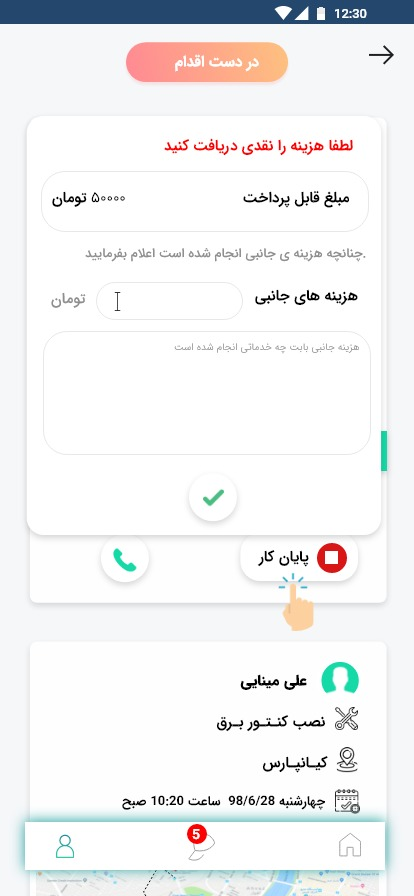 12:30
در دست اقدام
لطفا هزینه را نقدی دریافت کنید
مبلغ قابل پرداخت
۵۰۰۰۰ تومان
.چنانچه هزینه ی جانبی انجام شده است اعلام بفرمایید
هزینه های جانبی
تومان
هزینه جانبی بابت چه خدماتی انجام شده است
پایان کار
علی مینایی
نصب کنـتـور بـرق
کیـانپـارس
چهارشنبه 98/6/28 ساعت 10:20 صبح
5